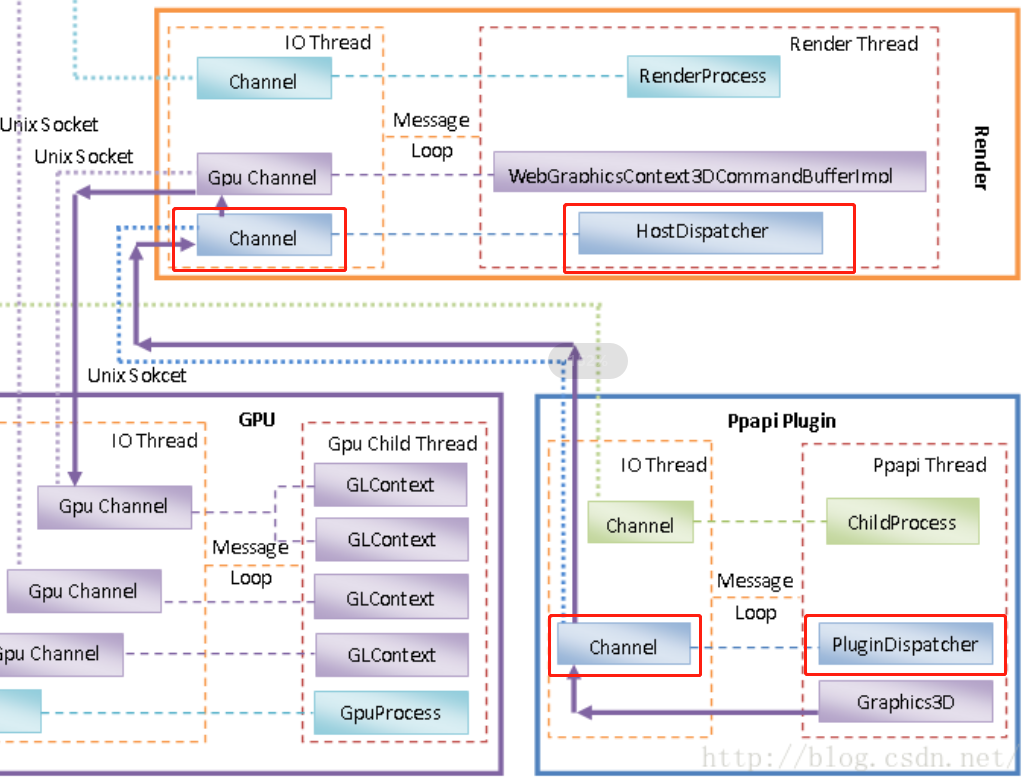 IO Thread
Render Thread
Channel
RenderProcess
Message
Loop
Unix Socket
Unix Socket
Gpu Channel
WebGraphicsContext3DCommandBufferImpl
Render
Channel
HostDispatcher
Unix Sokcet
GPU
IO Thread
Gpu Child Thread
GLContext
Gpu Channel
GLContext
Message
Loop
Gpu Channel
GLContext
Gpu Channel
GLContext
GpuProcess
Ppapi Plugin
IO Thread
Ppapi Thread
Channel
ChildProcess
Message
Loop
Channel
PluginDispatcher
Graphics3D
http://blog.csdn.net/